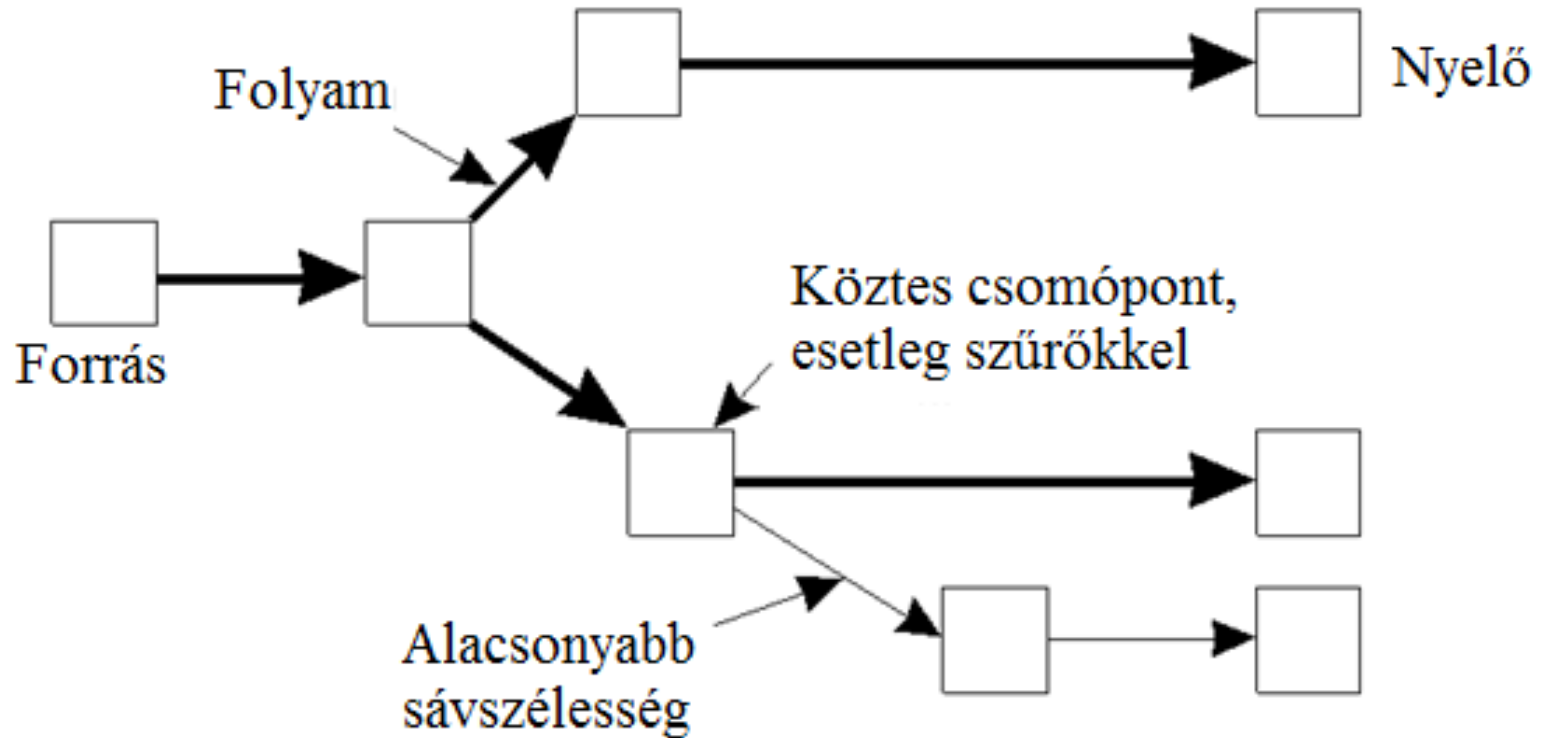 Folyam
Nyelő
Forrás
Köztes csomópont,
esetleg szűrőkkel
Alacsonyabb
sávszélesség